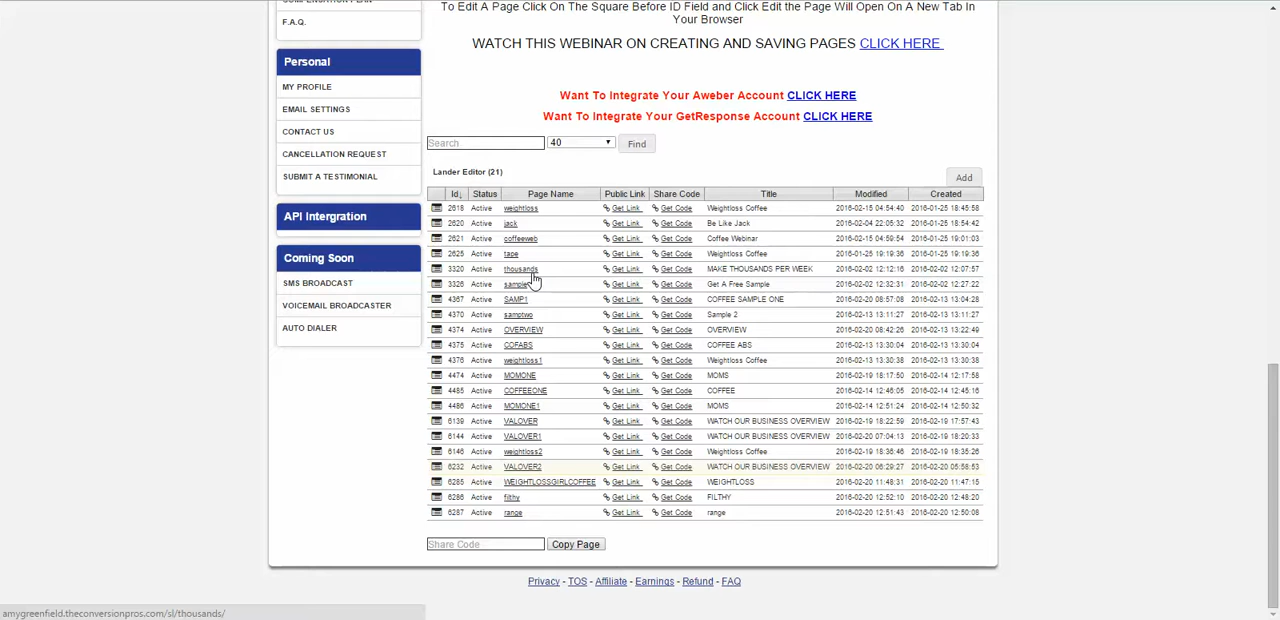 COMPENSATION PLAN
F.A.Q.
Personal
MY PROFILE
EMAIL SETTINGS
CONTACT US
CANCELLATION REQUEST
SUBMIT A TESTIMONIAL
API Intergration
Coming Soon
SMS BROADCAST
VOICEMAIL BROADCASTER
AUTO DIALER
To Edit A Page Click On The Square Before ID Field and Click Edit the Page Will Open On A New Tab In
Your Browser
WATCH THIS WEBINAR ON CREATING AND SAVING PAGES CLICK HERE
Want To Integrate Your Aweber Account CLICK HERE
Want To Integrate Your GetResponse Account CLICK HERE
Search 40 Find
Lander Editor (21) Add
Id↓ Status Page Name Public Link Share Code Title Modified Created
2618 Active weightloss Get Link Get Code Weightloss Coffee 2016-02-15 04:54:40 2016-01-25 18:45:58
2620 Active jack Get Link Get Code Be Like Jack 2016-02-04 22:05:32 2016-01-25 18:54:42
2621 Active coffeeweb Get Link Get Code Coffee Webinar 2016-02-15 04:59:54 2016-01-25 19:01:03
2625 Active tape Get Link Get Code Weightloss Coffee 2016-01-25 19:19:36 2016-01-25 19:19:36
3320 Active thousands Get Link Get Code MAKE THOUSANDS PER WEEK 2016-02-02 12:12:16 2016-02-02 12:07:57
3326 Active sample Get Link Get Code Get A Free Sample 2016-02-02 12:32:31 2016-02-02 12:27:22
4367 Active SAMP1 Get Link Get Code COFFEE SAMPLE ONE 2016-02-20 08:57:08 2016-02-13 13:04:28
4370 Active samptwo Get Link Get Code Sample 2 2016-02-13 13:11:27 2016-02-13 13:11:27
4374 Active OVERVIEW Get Link Get Code OVERVIEW 2016-02-20 08:42:26 2016-02-13 13:22:49
4375 Active COFABS Get Link Get Code COFFEE ABS 2016-02-13 13:30:04 2016-02-13 13:30:04
4376 Active weightloss1 Get Link Get Code Weightloss Coffee 2016-02-13 13:30:38 2016-02-13 13:30:38
4474 Active MOMONE Get Link Get Code MOMS 2016-02-19 18:17:50 2016-02-14 12:17:58
4485 Active COFFEEONE Get Link Get Code COFFEE 2016-02-14 12:46:05 2016-02-14 12:45:16
4486 Active MOMONE1 Get Link Get Code MOMS 2016-02-14 12:51:24 2016-02-14 12:50:32
6139 Active VALOVER Get Link Get Code WATCH OUR BUSINESS OVERVIEW 2016-02-19 18:22:59 2016-02-19 17:57:43
6144 Active VALOVER1 Get Link Get Code WATCH OUR BUSINESS OVERVIEW 2016-02-20 07:04:13 2016-02-19 18:20:33
6146 Active weightloss2 Get Link Get Code Weightloss Coffee 2016-02-19 18:36:46 2016-02-19 18:35:26
6232 Active VALOVER2 Get Link Get Code WATCH OUR BUSINESS OVERVIEW 2016-02-20 06:29:27 2016-02-20 05:58:53
6285 Active WEIGHTLOSSGIRLCOFFEE Get Link Get Code WEIGHTLOSS 2016-02-20 11:48:31 2016-02-20 11:47:15
6286 Active filthy Get Link Get Code FILTHY 2016-02-20 12:52:10 2016-02-20 12:48:20
6287 Active range Get Link Get Code range 2016-02-20 12:51:43 2016-02-20 12:50:08
Share Code Copy Page
Privacy - TOS - Affiliate - Earnings - Refund - FAQ
amygreenfield.theconversionpros.com/sl/thousands/